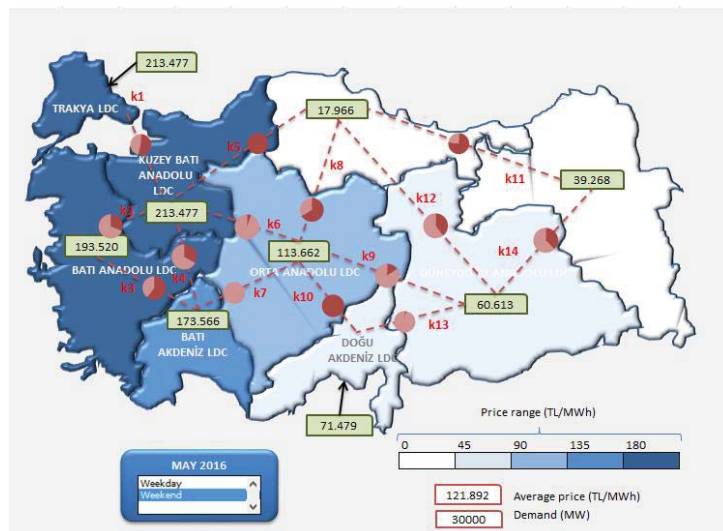 213.477
k1
TRAKYA LDC
17.966
k5
KUZEY BATI
ANADOLU
LDC
k8
k11
39.268
k12
213.477
k6
193.520
113.662
k14
BATI ANADOLU LDC
k4
ORTA ANADOLU LDC
k9
LDC
k3
k7
k10
60.613
173.566
k13
BATI
AKDENİZ LDC
DOĞU
AKDENİZ LDC
71.479
Price range (TL/MWh)
0 45 90 135 180
MAY 2016
Weekday
Weekend
121.892 Average price (TL/MWh)
30000 Demand (MW)